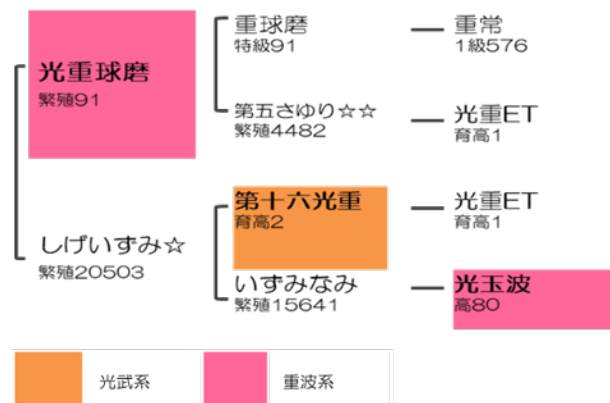 光重球磨
繁殖91
しげいずみ☆
繁殖20503
重球磨
特級91
第五さゆり☆☆
繁殖4482
第十六光重
育高2
いずみなみ
繁殖15641
重常
1級576
光重ET
育高1
光重ET
育高1
光玉波
高80
光武系
重波系